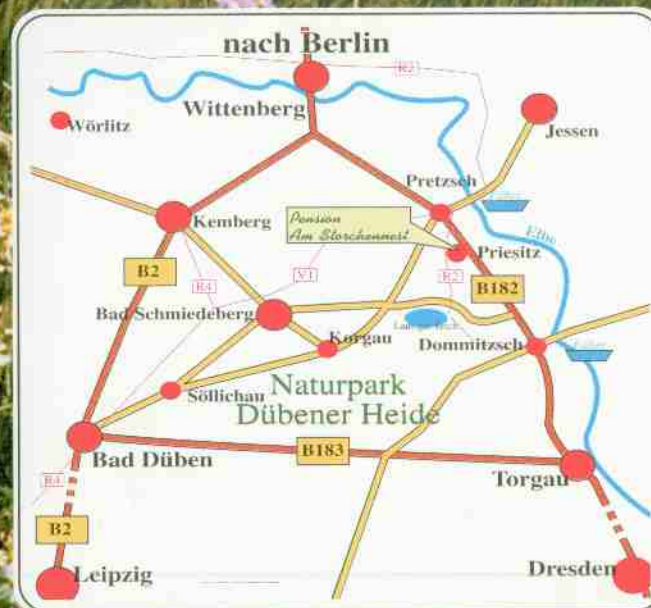 nach Berlin
R2
Wittenberg
Wörlitz
Jessen
Pretzsch
Kemberg
Pension
Am Storchennest
Elbe
Priesitz
B2
R4
V1
R2
B182
Bad Schmiedeberg
Korgau
Dommitzsch
Söllichau
Naturpark
Dübener Heide
Bad Düben
B183
Torgau
R4
B2
Leipzig
Dresden